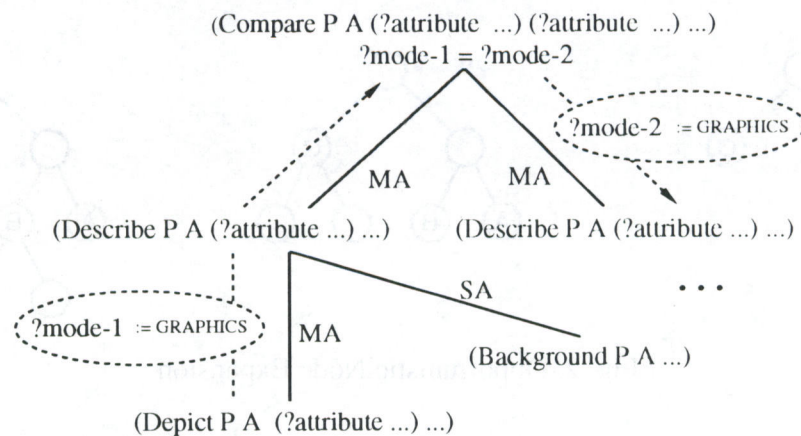 (Compare P A (?attribute ...) (?attribute ...) ...)
?mode-1 = ?mode-2
?mode-2 := GRAPHICS
MA
MA
(Describe P A (?attribute ...) ...)
(Describe P A (?attribute ...) ...)
...
SA
?mode-1 := GRAPHICS
MA
(Background P A ...)
(Depict P A (?attribute ...) ...)